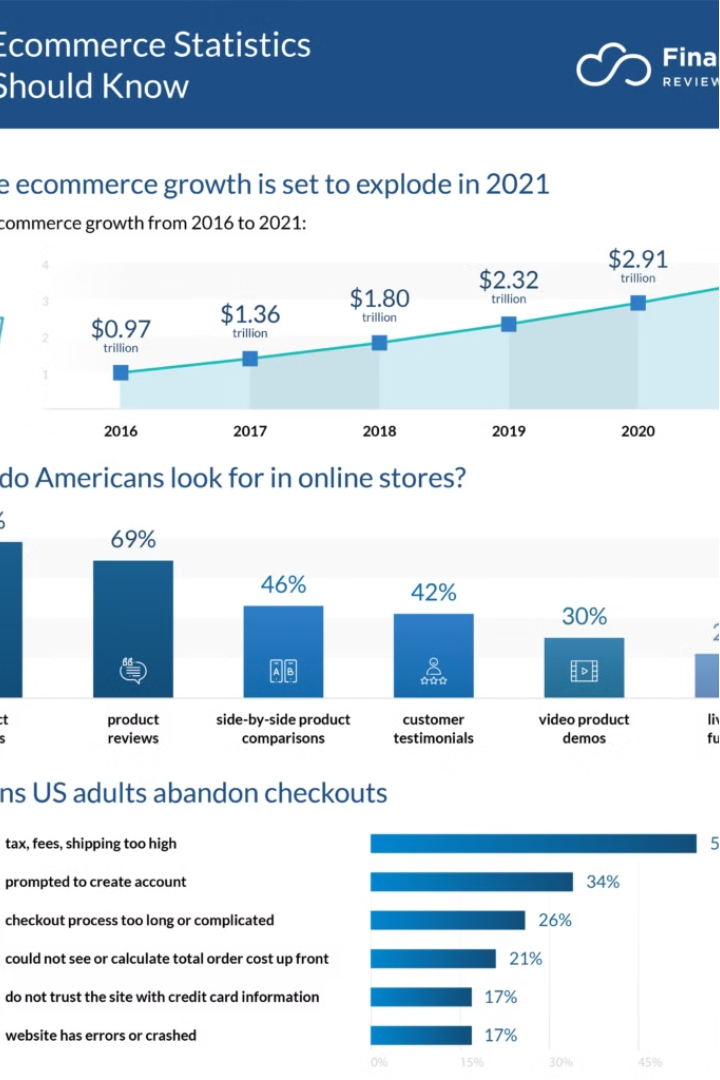 Ecommerce Statistics
Should Know
Fina
REVIEW
e ecommerce growth is set to explode in 2021
commerce growth from 2016 to 2021:
4
3
2
1
$0.97
trillion
$1.36
trillion
$1.80
trillion
$2.32
trillion
$2.91
trillion
2016 2017 2018 2019 2020
do Americans look for in online stores?
%
69%
46%
42%
30%
2
A B
ct
s
product
reviews
side-by-side product
comparisons
customer
testimonials
video product
demos
liv
fu
ns US adults abandon checkouts
tax, fees, shipping too high 5
prompted to create account 34%
checkout process too long or complicated 26%
could not see or calculate total order cost up front 21%
do not trust the site with credit card information 17%
website has errors or crashed 17%
0% 15% 30% 45%